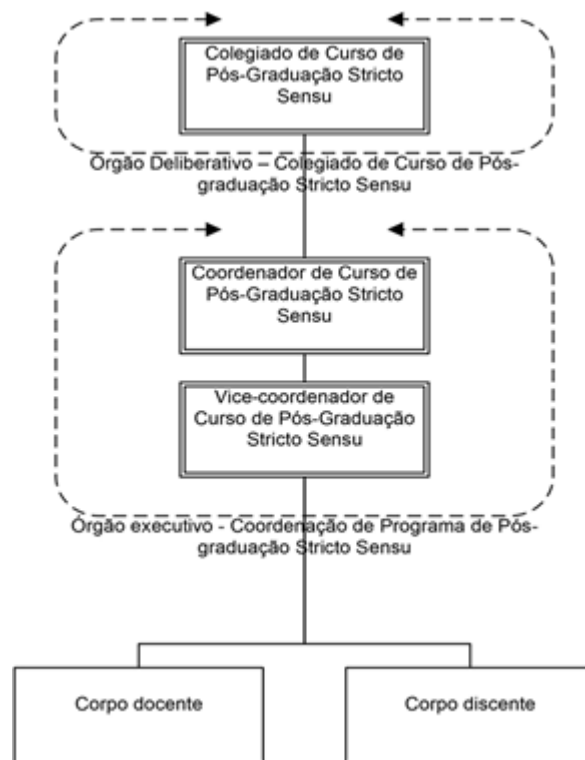 Colegiado de Curso de
Pós-Graduação Stricto
Sensu
Órgão Deliberativo – Colegiado de Curso de Pós-
graduação Stricto Sensu
Coordenador de Curso de
Pós-Graduação Stricto
Sensu
Vice-coordenador de
Curso de Pós-Graduação
Stricto Sensu
Órgão executivo - Coordenação de Programa de Pós-
graduação Stricto Sensu
Corpo docente
Corpo discente